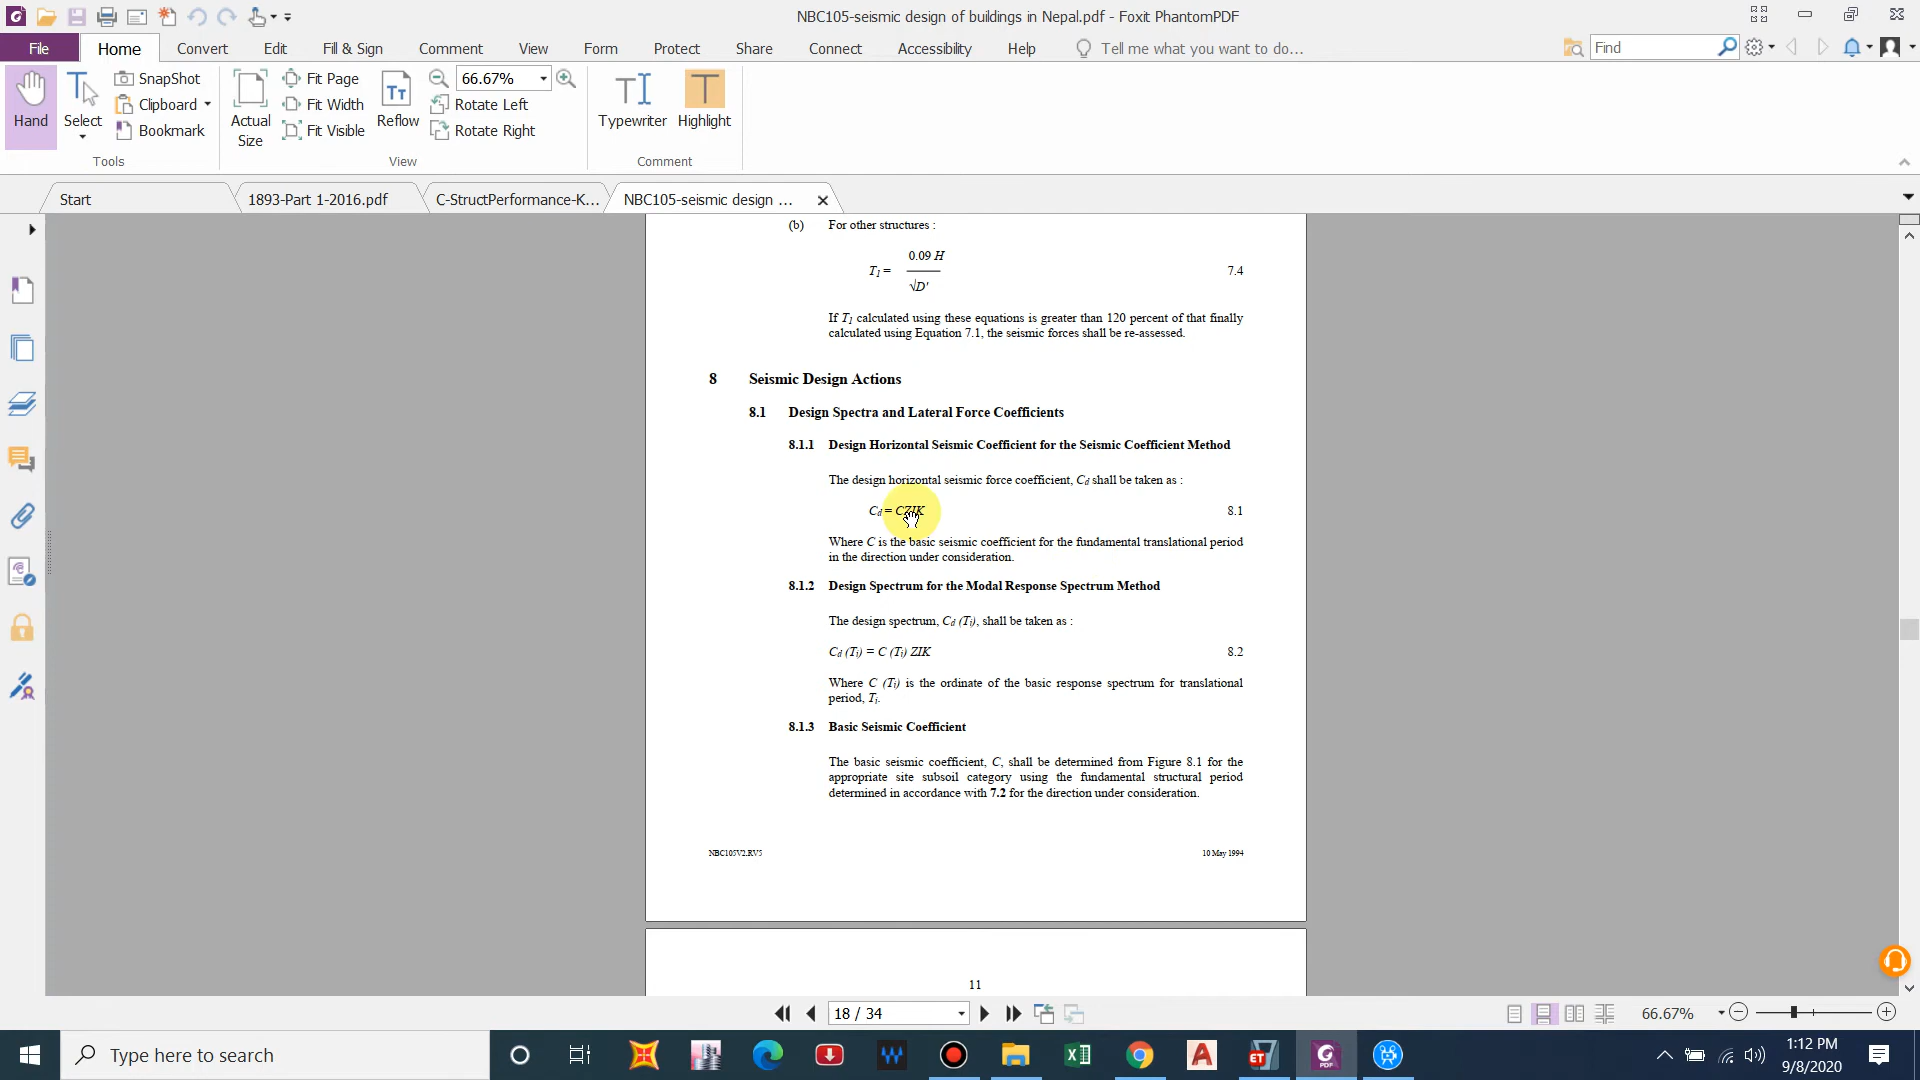 NBC105-seismic design of buildings in Nepal.pdf - Foxit PhantomPDF
File Home Convert Edit Fill & Sign Comment View Form Protect Share Connect Accessibility Help Tell me what you want to do... Find
Hand
Select
SnapShot
Clipboard
Bookmark
Tools
Actual Size
Fit Page
Fit Width
Fit Visible
Reflow
66.67%
Rotate Left
Rotate Right
View
Typewriter
Highlight
Comment
Start 1893-Part 1-2016.pdf C-StructPerformance-K... NBC105-seismic design ...
(b) For other structures :
0.09 H
T1 = 7.4
√D'
If T1 calculated using these equations is greater than 120 percent of that finally
calculated using Equation 7.1, the seismic forces shall be re-assessed.
8 Seismic Design Actions
8.1 Design Spectra and Lateral Force Coefficients
8.1.1 Design Horizontal Seismic Coefficient for the Seismic Coefficient Method
The design horizontal seismic force coefficient, Cd shall be taken as :
Cd = CZIK 8.1
Where C is the basic seismic coefficient for the fundamental translational period
in the direction under consideration.
8.1.2 Design Spectrum for the Modal Response Spectrum Method
The design spectrum, Cd (Ti), shall be taken as :
Cd (Ti) = C (Ti) ZIK 8.2
Where C (Ti) is the ordinate of the basic response spectrum for translational
period, Ti.
8.1.3 Basic Seismic Coefficient
The basic seismic coefficient, C, shall be determined from Figure 8.1 for the
appropriate site subsoil category using the fundamental structural period
determined in accordance with 7.2 for the direction under consideration.
NBC105V2.RV5 10 May 1994
11
18 / 34 66.67%
Type here to search
ET
PDF
1:12 PM
9/8/2020